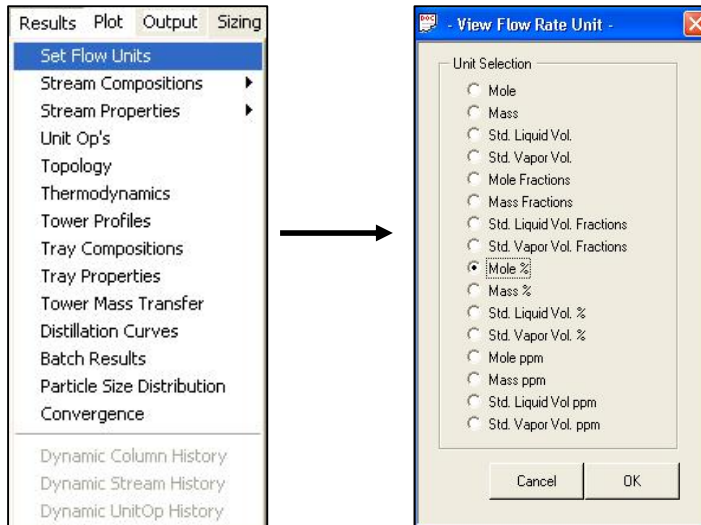 Results Plot Output Sizing
Set Flow Units
Stream Compositions
Stream Properties
Unit Op's
Topology
Thermodynamics
Tower Profiles
Tray Compositions
Tray Properties
Tower Mass Transfer
Distillation Curves
Batch Results
Particle Size Distribution
Convergence
Dynamic Column History
Dynamic Stream History
Dynamic UnitOp History
- View Flow Rate Unit -
Unit Selection
Mole
Mass
Std. Liquid Vol.
Std. Vapor Vol.
Mole Fractions
Mass Fractions
Std. Liquid Vol. Fractions
Std. Vapor Vol. Fractions
Mole %
Mass %
Std. Liquid Vol. %
Std. Vapor Vol. %
Mole ppm
Mass ppm
Std. Liquid Vol ppm
Std. Vapor Vol. ppm
Cancel OK